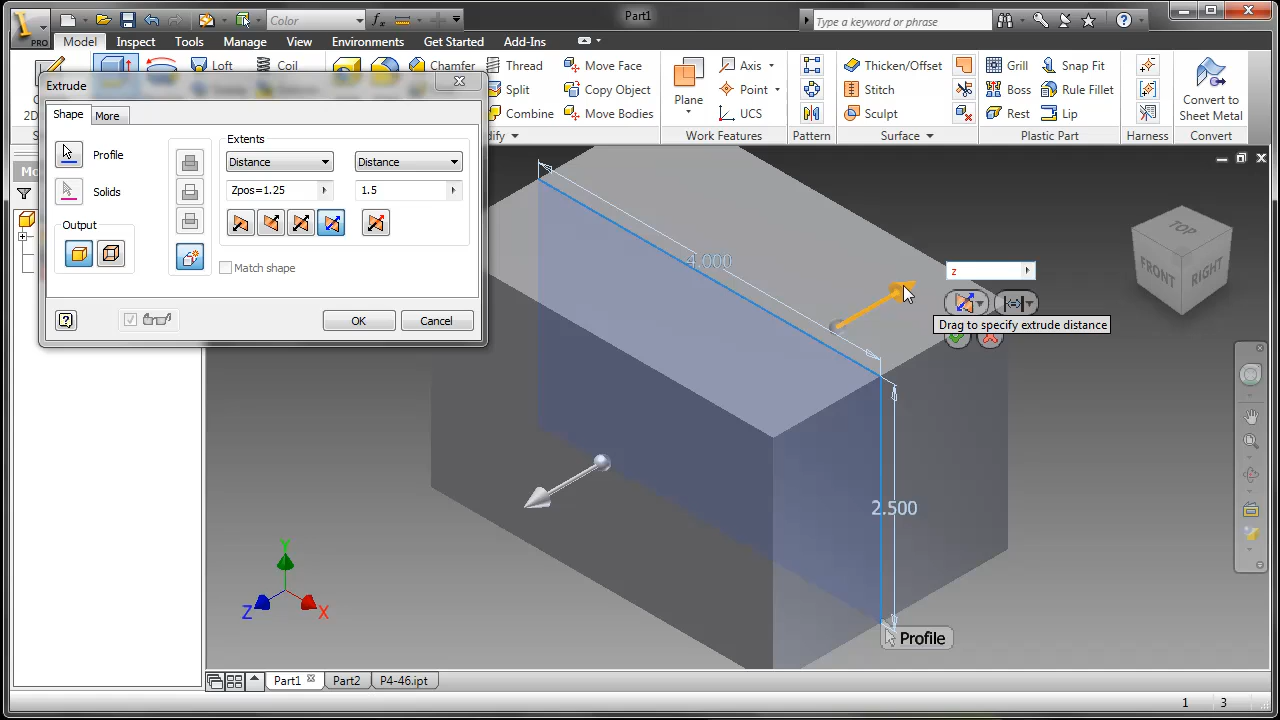 PRO
Color
Part1
Type a keyword or phrase
Model
Inspect
Tools
Manage
View
Environments
Get Started
Add-Ins
Loft
Coil
Chamfer
Thread
Move Face
Split
Copy Object
Combine
Move Bodies
Plane
Axis
Point
UCS
Work Features
Pattern
Thicken/Offset
Stitch
Sculpt
Surface
Grill
Snap Fit
Boss
Rule Fillet
Rest
Lip
Plastic Part
Harness
Convert to
Sheet Metal
Convert
Extrude
Shape
More
Profile
Solids
Output
Extents
Distance
Distance
Zpos=1.25
1.5
Match shape
OK
Cancel
4.000
z
Drag to specify extrude distance
2.500
Profile
TOP
FRONT
RIGHT
Y
Z
X
Part1
Part2
P4-46.ipt
1
3